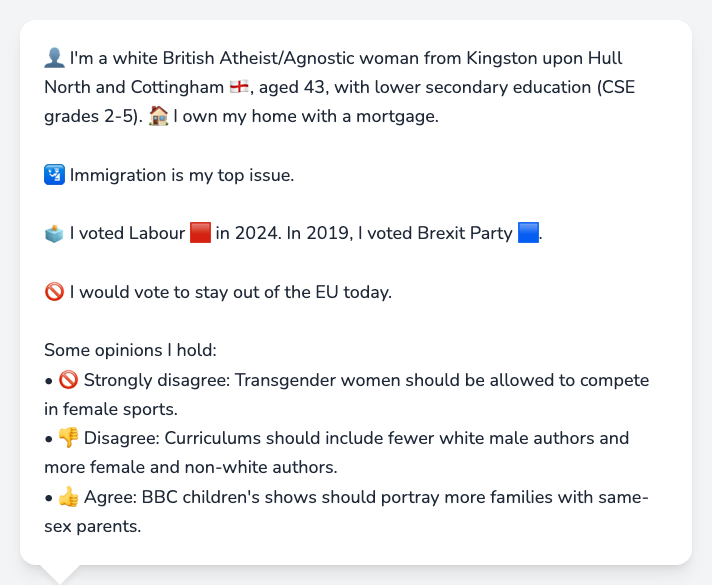 👤 I'm a white British Atheist/Agnostic woman from Kingston upon Hull
North and Cottingham 🏴󠁧󠁢󠁥󠁮󠁧󠁿, aged 43, with lower secondary education (CSE
grades 2-5). 🏠 I own my home with a mortgage.
🛂 Immigration is my top issue.
🗳️ I voted Labour 🟥 in 2024. In 2019, I voted Brexit Party 🟦.
🚫 I would vote to stay out of the EU today.
Some opinions I hold:
• 🚫 Strongly disagree: Transgender women should be allowed to compete
in female sports.
• 👎 Disagree: Curriculums should include fewer white male authors and
more female and non-white authors.
• 👍 Agree: BBC children's shows should portray more families with same-
sex parents.